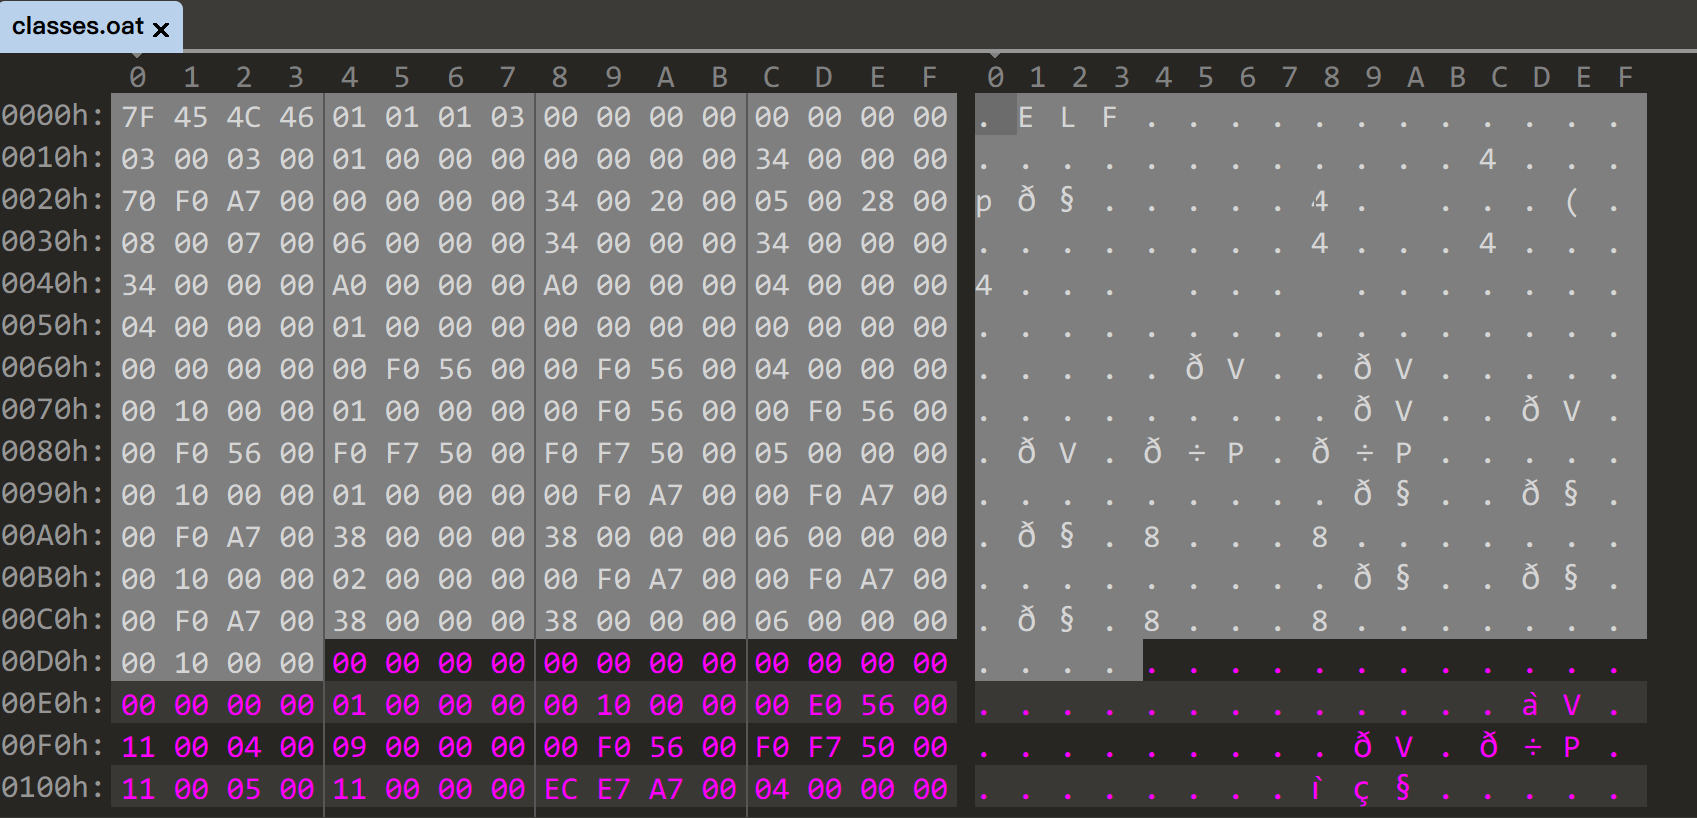 classes.oat ×
0 1 2 3 4 5 6 7 8 9 A B C D E F 0 1 2 3 4 5 6 7 8 9 A B C D E F
0000h: 7F 45 4C 46 01 01 01 03 00 00 00 00 00 00 00 00 . E L F . . . . . . . . . . . .
0010h: 03 00 03 00 01 00 00 00 00 00 00 00 34 00 00 00 . . . . . . . . . . . . 4 . . .
0020h: 70 F0 A7 00 00 00 00 00 34 00 20 00 05 00 28 00 p ð § . . . . . 4 .   . . . ( .
0030h: 08 00 07 00 06 00 00 00 34 00 00 00 34 00 00 00 . . . . . . . . 4 . . . 4 . . .
0040h: 34 00 00 00 A0 00 00 00 A0 00 00 00 04 00 00 00 4 . . .   . . .   . . . . . . .
0050h: 04 00 00 00 01 00 00 00 00 00 00 00 00 00 00 00 . . . . . . . . . . . . . . . .
0060h: 00 00 00 00 00 F0 56 00 00 F0 56 00 04 00 00 00 . . . . . ð V . . ð V . . . . .
0070h: 00 10 00 00 01 00 00 00 00 F0 56 00 00 F0 56 00 . . . . . . . . . ð V . . ð V .
0080h: 00 F0 56 00 F0 F7 50 00 F0 F7 50 00 05 00 00 00 . ð V . ð ÷ P . ð ÷ P . . . . .
0090h: 00 10 00 00 01 00 00 00 00 F0 A7 00 00 F0 A7 00 . . . . . . . . . ð § . . ð § .
00A0h: 00 F0 A7 00 38 00 00 00 38 00 00 00 06 00 00 00 . ð § . 8 . . . 8 . . . . . . .
00B0h: 00 10 00 00 02 00 00 00 00 F0 A7 00 00 F0 A7 00 . . . . . . . . . ð § . . ð § .
00C0h: 00 F0 A7 00 38 00 00 00 38 00 00 00 06 00 00 00 . ð § . 8 . . . 8 . . . . . . .
00D0h: 00 10 00 00 00 00 00 00 00 00 00 00 00 00 00 00 . . . . . . . . . . . . . . . .
00E0h: 00 00 00 00 01 00 00 00 00 10 00 00 00 E0 56 00 . . . . . . . . . . . . . à V .
00F0h: 11 00 04 00 09 00 00 00 00 F0 56 00 F0 F7 50 00 . . . . . . . . . ð V . ð ÷ P .
0100h: 11 00 05 00 11 00 00 00 EC E7 A7 00 04 00 00 00 . . . . . . . . ì ç § . . . . .